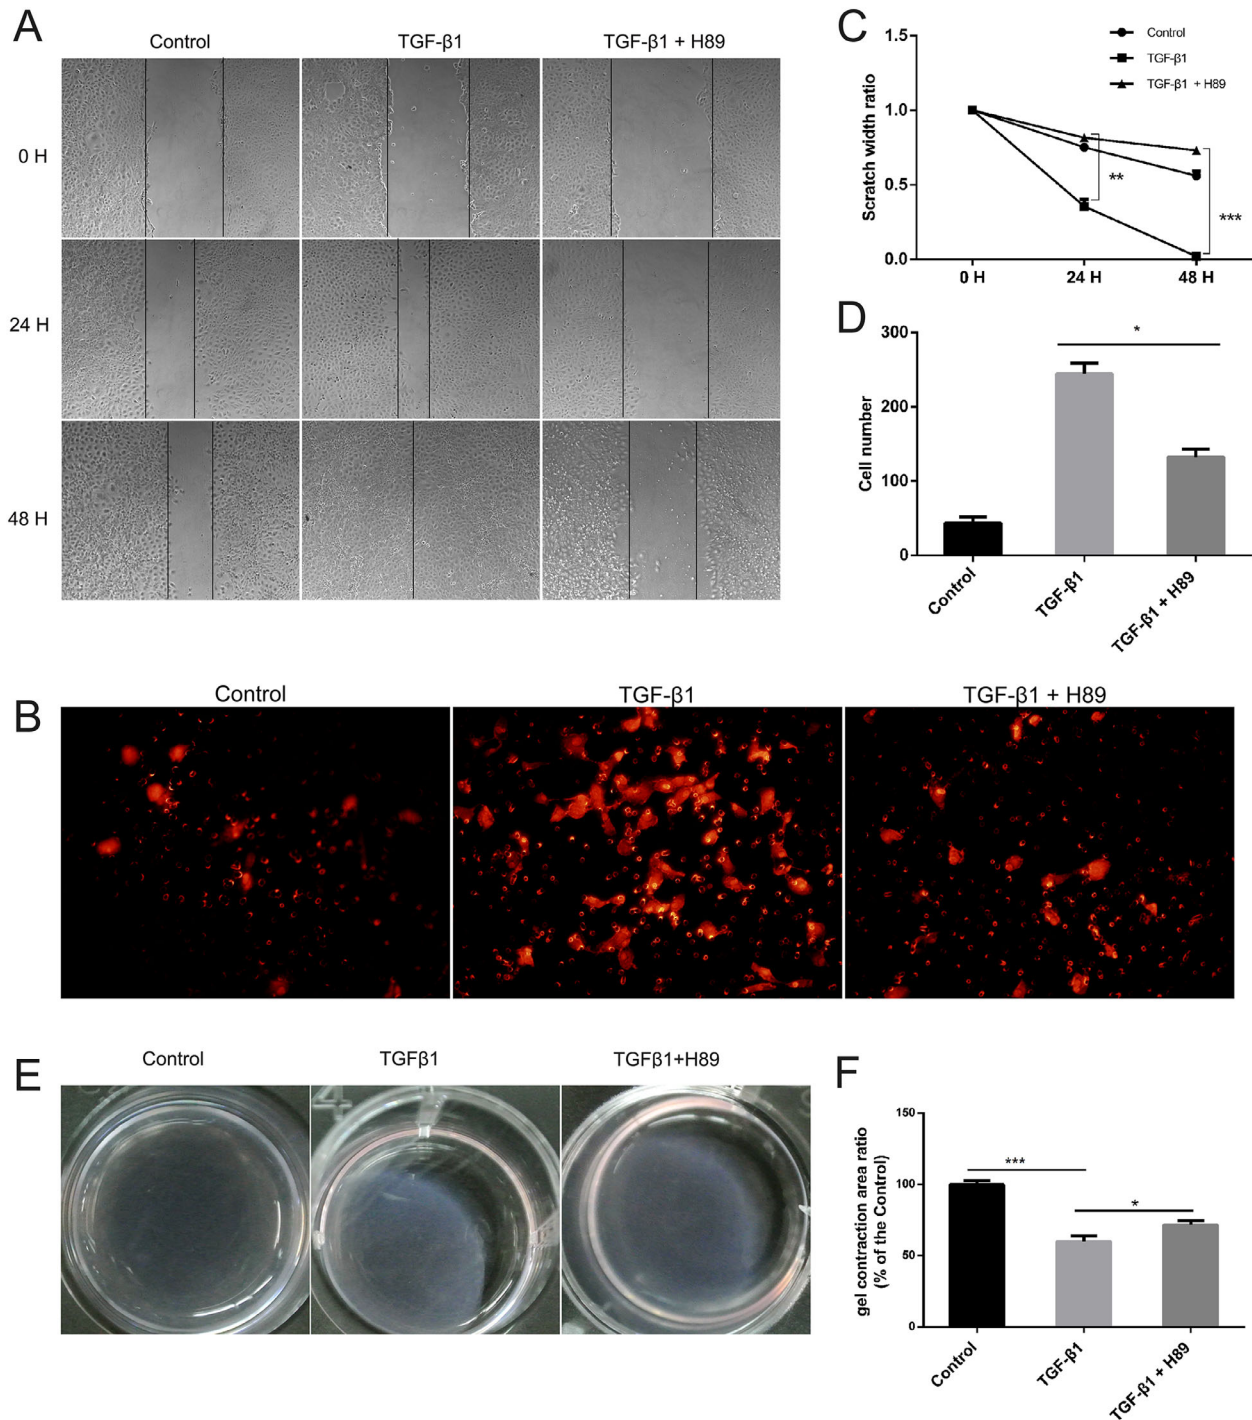 A
Control
TGF-β1
TGF-β1 + H89
0 H
24 H
48 H
C
1.5
1.0
0.5
0.0
Scratch width ratio
Control
TGF-β1
TGF-β1 + H89
**
***
0 H
24 H
48 H
D
300
200
100
0
Cell number
*
Control
TGF-β1
TGF-β1 + H89
B
Control
TGF-β1
TGF-β1 + H89
E
Control
TGFβ1
TGFβ1+H89
4
F
150
100
50
0
gel contraction area ratio
(% of the Control)
***
*
Control
TGF-β1
TGF-β1 + H89